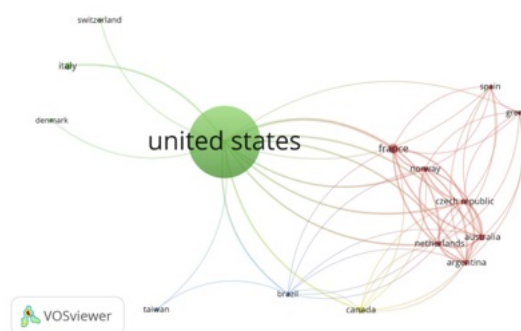 switzerland
italy
denmark
united states
spain
france
norway
czech republic
australia
netherlands
argentina
brazil
canada
taiwan
VOSviewer